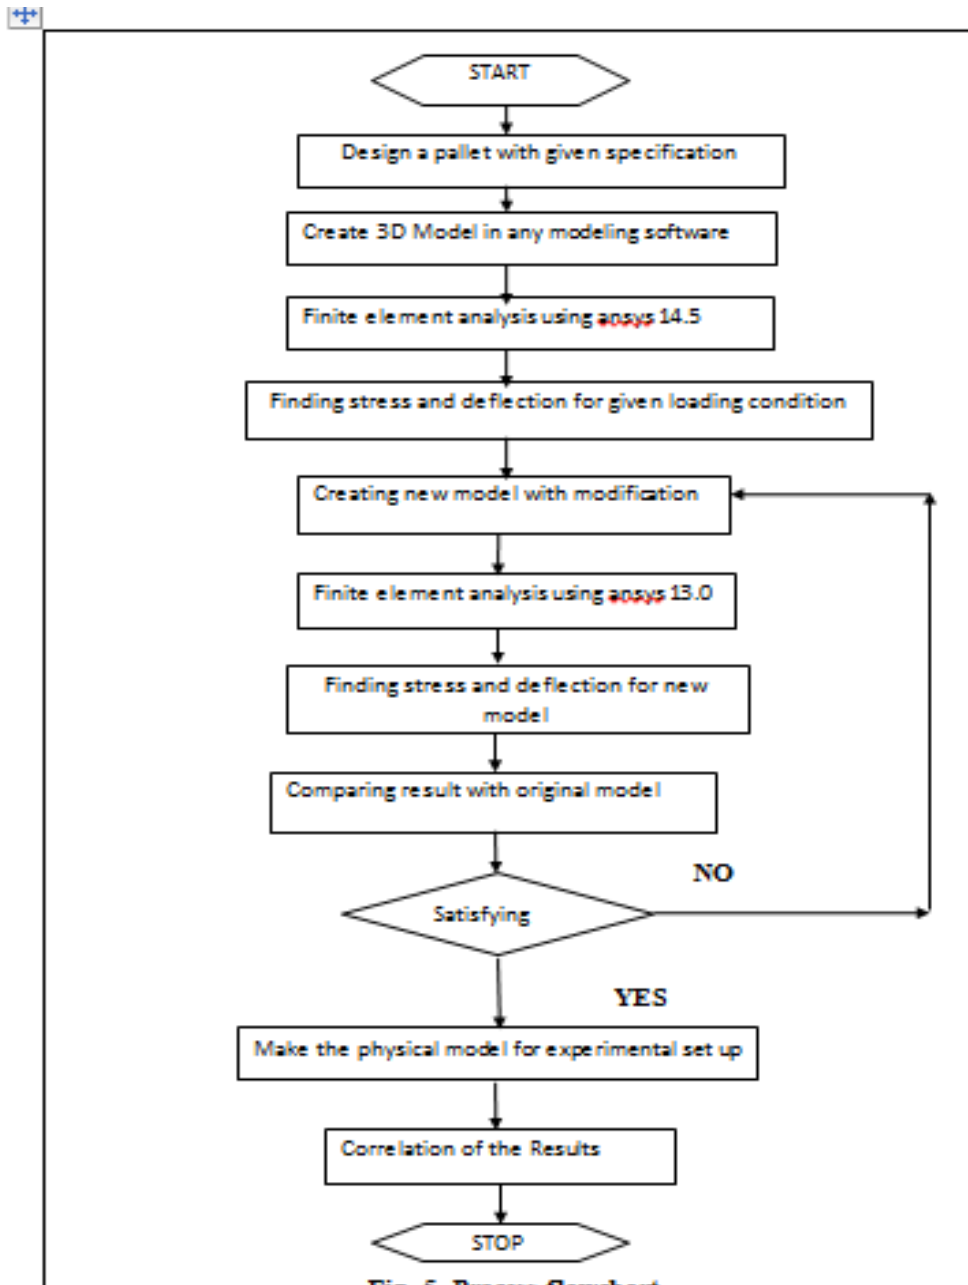 START
Design a pallet with given specification
Create 3D Model in any modeling software
Finite element analysis using ansys 14.5
Finding stress and deflection for given loading condition
Creating new model with modification
Finite element analysis using ansys 13.0
Finding stress and deflection for new
model
Comparing result with original model
NO
Satisfying
YES
Make the physical model for experimental set up
Correlation of the Results
STOP
Fig. 5